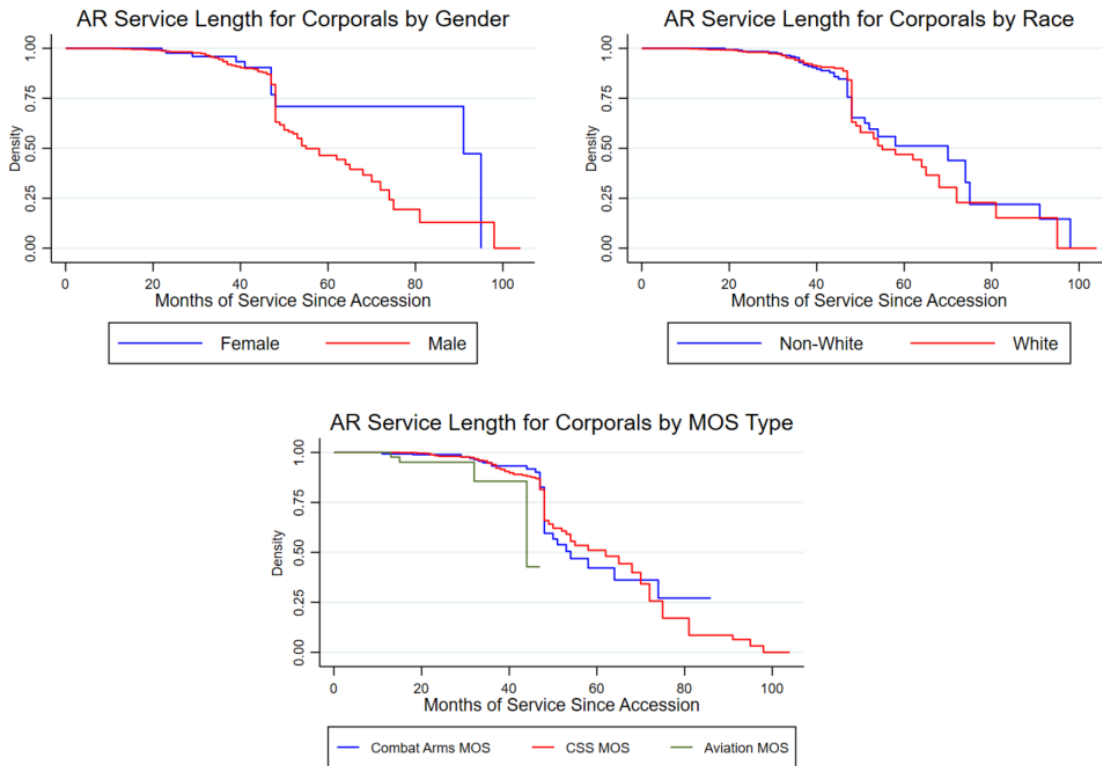 AR Service Length for Corporals by Gender
1.00
0.75
0.50
0.25
0.00
Density
0 20 40 60 80 100
Months of Service Since Accession
Female Male
AR Service Length for Corporals by Race
1.00
0.75
0.50
0.25
0.00
Density
0 20 40 60 80 100
Months of Service Since Accession
Non-White White
AR Service Length for Corporals by MOS Type
1.00
0.75
0.50
0.25
0.00
Density
0 20 40 60 80 100
Months of Service Since Accession
Combat Arms MOS CSS MOS Aviation MOS